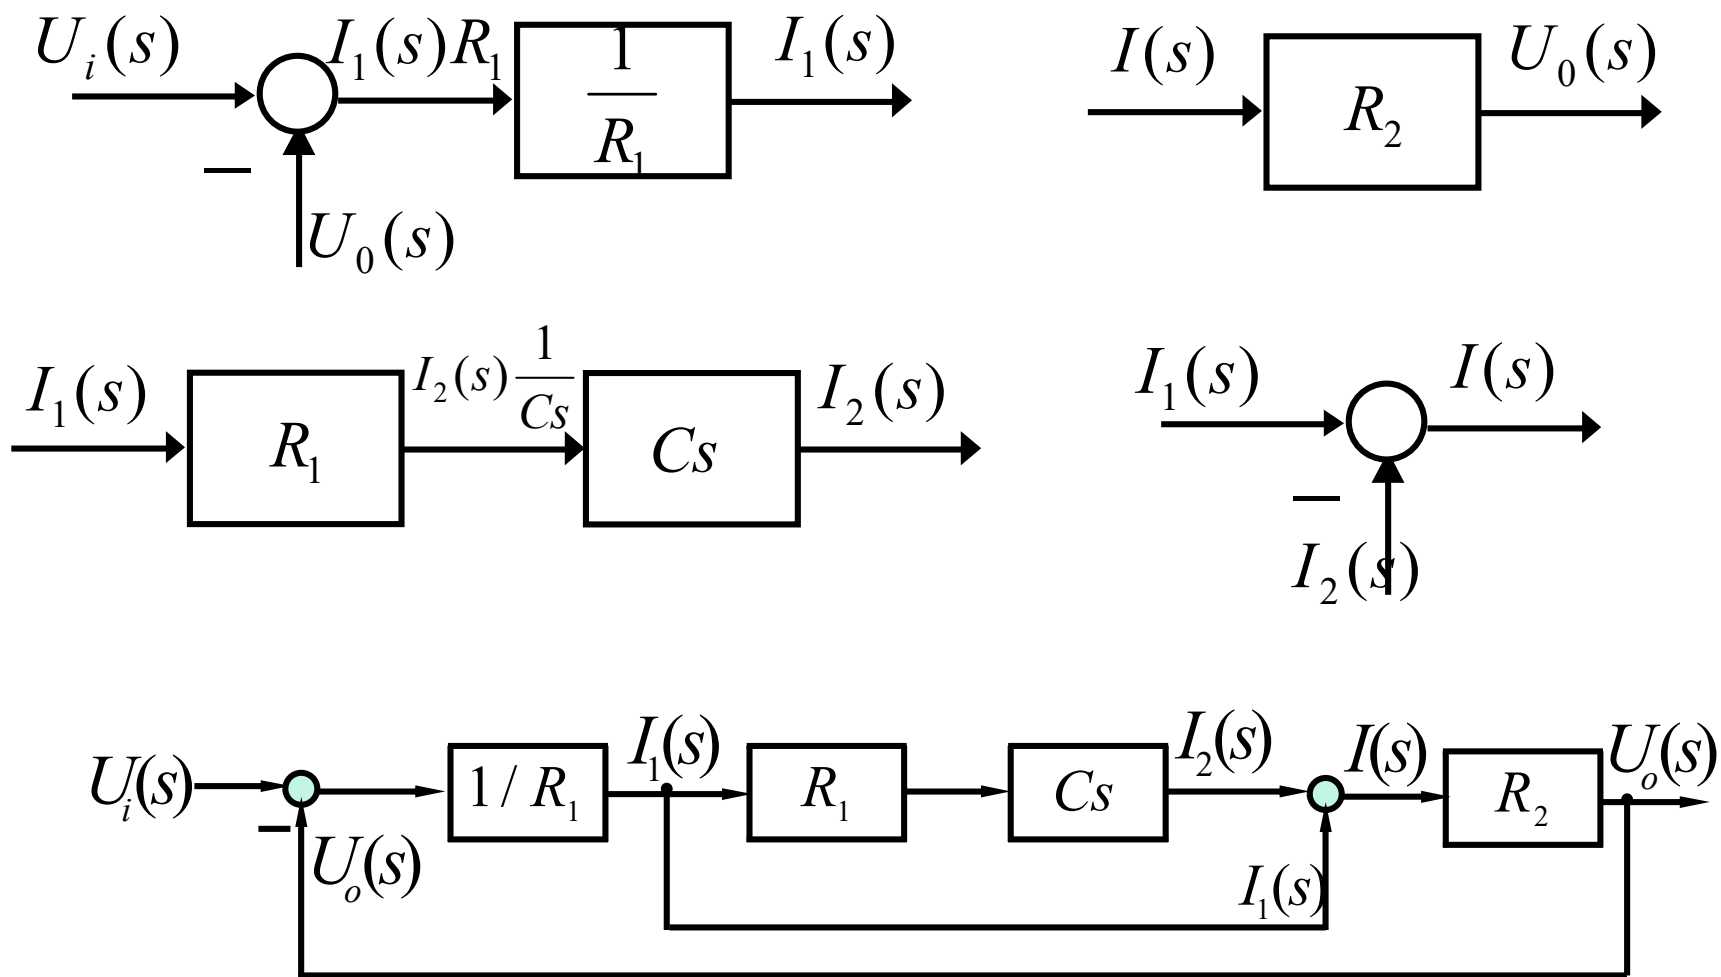 U_i(s) I_1(s)R_1 1/R_1 I_1(s) I(s) R_2 U_0(s)
−
U_0(s)
I_1(s) R_1 I_2(s) 1/Cs Cs I_2(s) I_1(s) I(s)
−
I_2(s)
U_i(s) 1/R_1 I_1(s) R_1 Cs I_2(s) I(s) R_2 U_o(s)
− U_o(s) I_1(s)